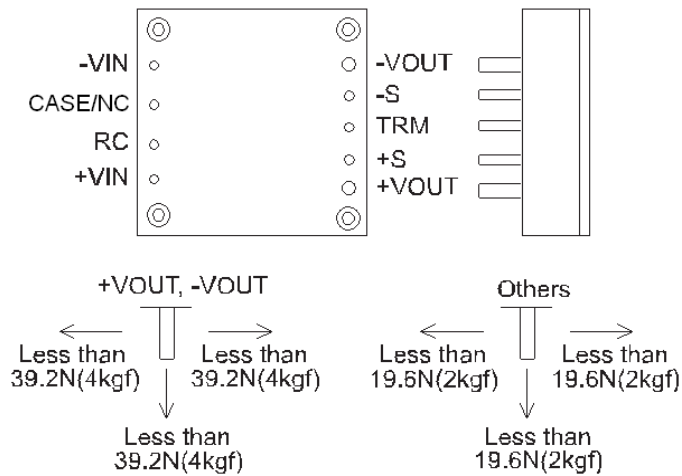 -VIN
CASE/NC
RC
+VIN
-VOUT
-S
TRM
+S
+VOUT
+VOUT, -VOUT
Less than
39.2N(4kgf)
Less than
39.2N(4kgf)
Less than
39.2N(4kgf)
Others
Less than
19.6N(2kgf)
Less than
19.6N(2kgf)
Less than
19.6N(2kgf)